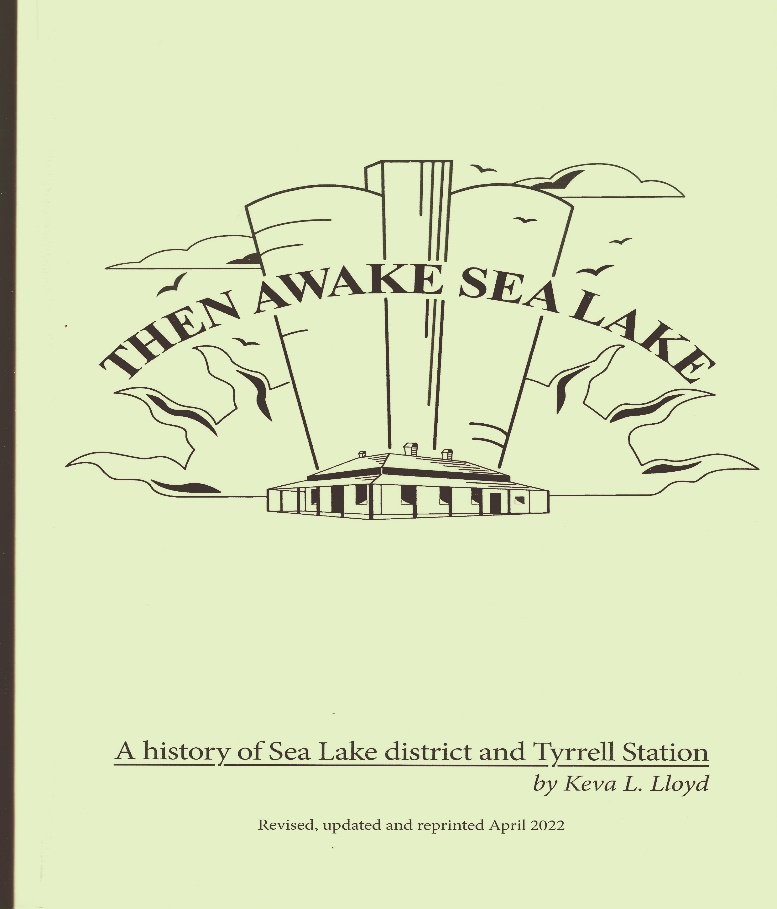 THEN AWAKE SEA LAKE
A history of Sea Lake district and Tyrrell Station
by Keva L. Lloyd
Revised, updated and reprinted April 2022